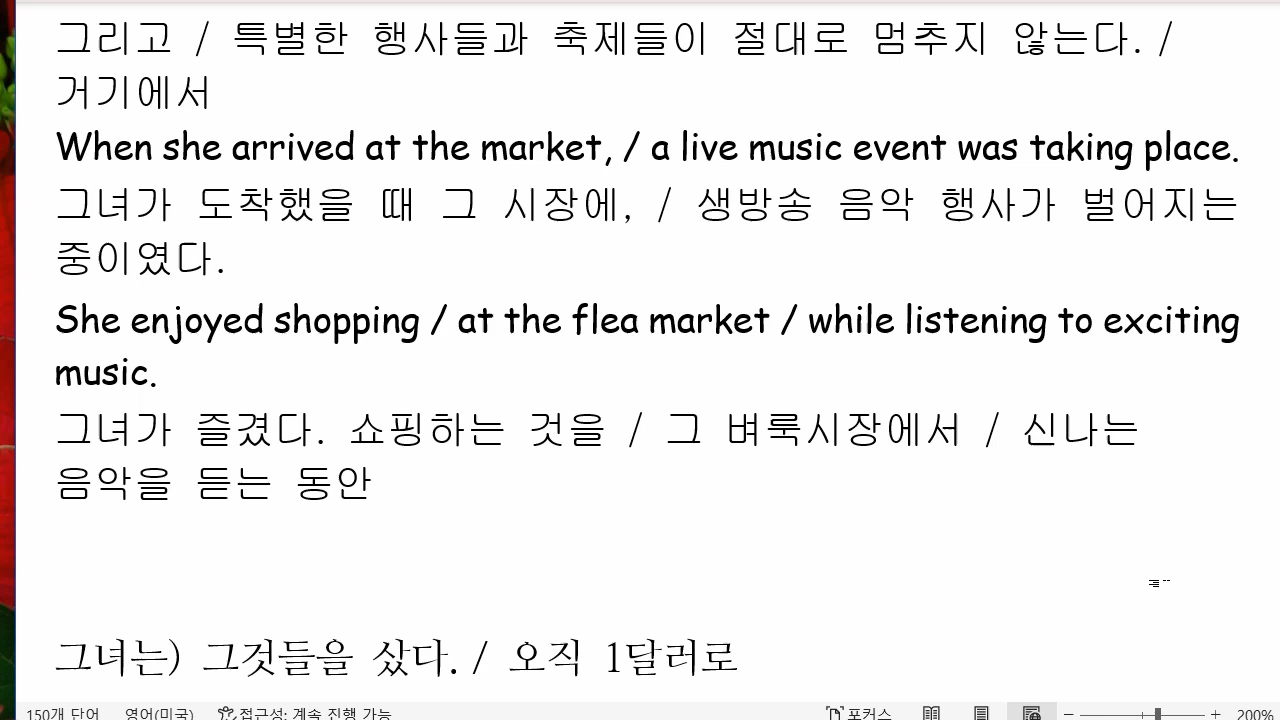 그리고 / 특별한 행사들과 축제들이 절대로 멈추지 않는다. /
거기에서
When she arrived at the market, / a live music event was taking place.
그녀가 도착했을 때 그 시장에, / 생방송 음악 행사가 벌어지는
중이였다.
She enjoyed shopping / at the flea market / while listening to exciting
music.
그녀가 즐겼다. 쇼핑하는 것을 / 그 벼룩시장에서 / 신나는
음악을 듣는 동안
그녀는) 그것들을 샀다. / 오직 1달러로
150개 단어 영어(미국) 접근성: 계속 진행 가능 포커스 200%